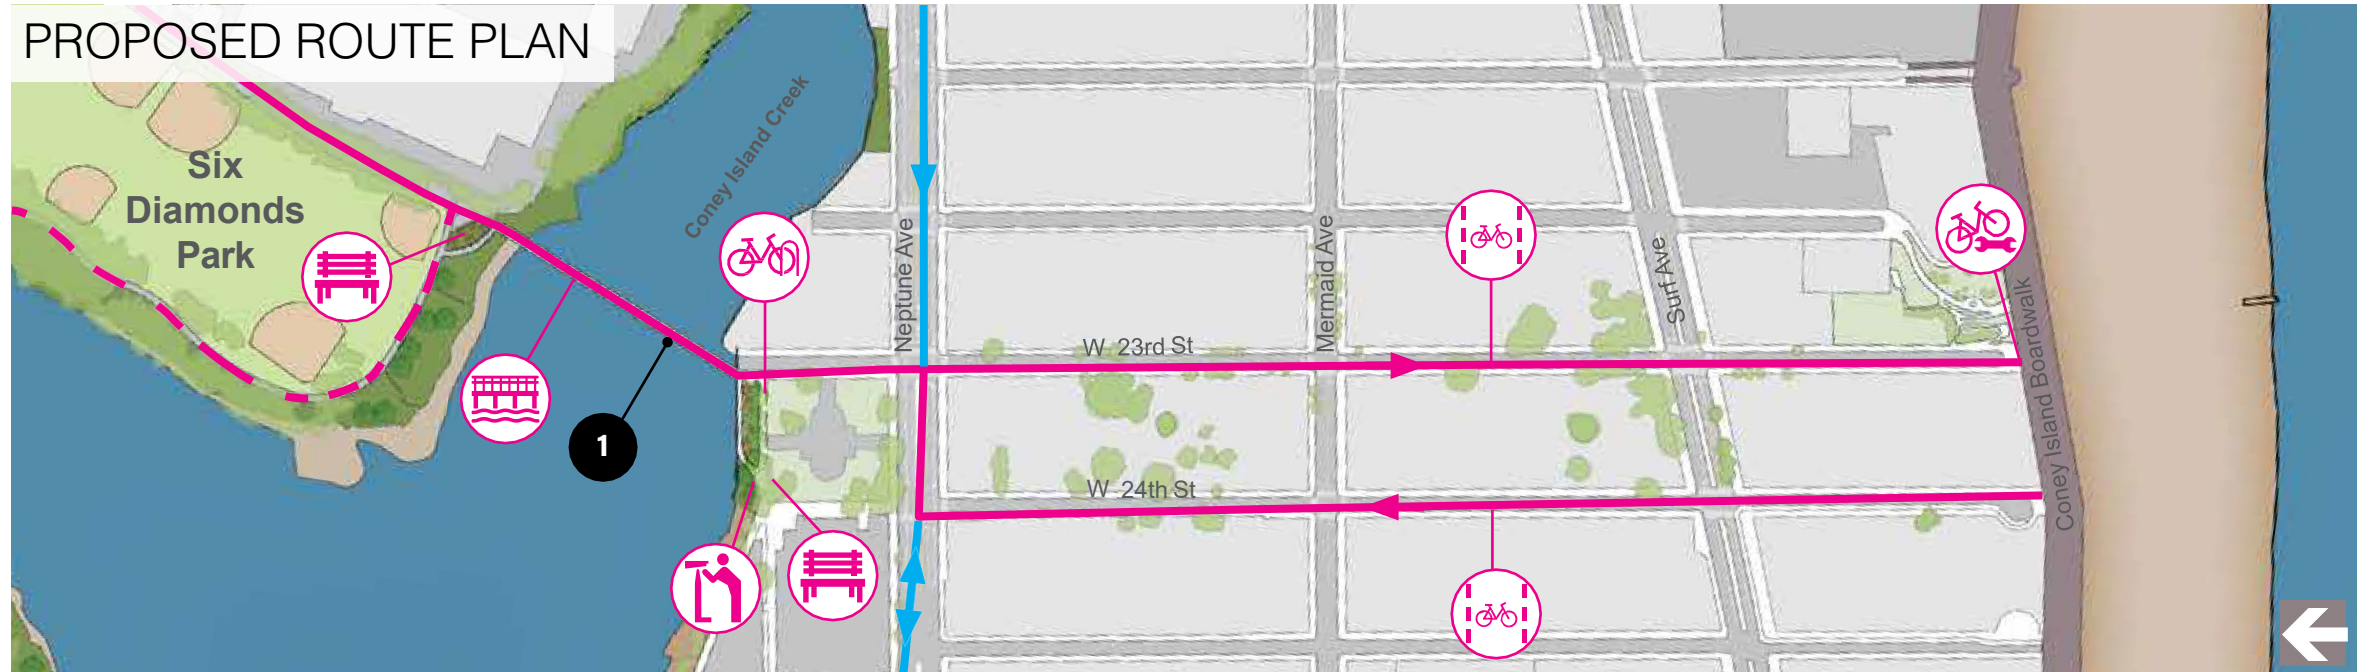 PROPOSED ROUTE PLAN
Six
Diamonds
Park
Coney Island Creek
Neptune Ave
Mermaid Ave
Surf Ave
W 23rd St
Coney Island Boardwalk
1
W 24th St